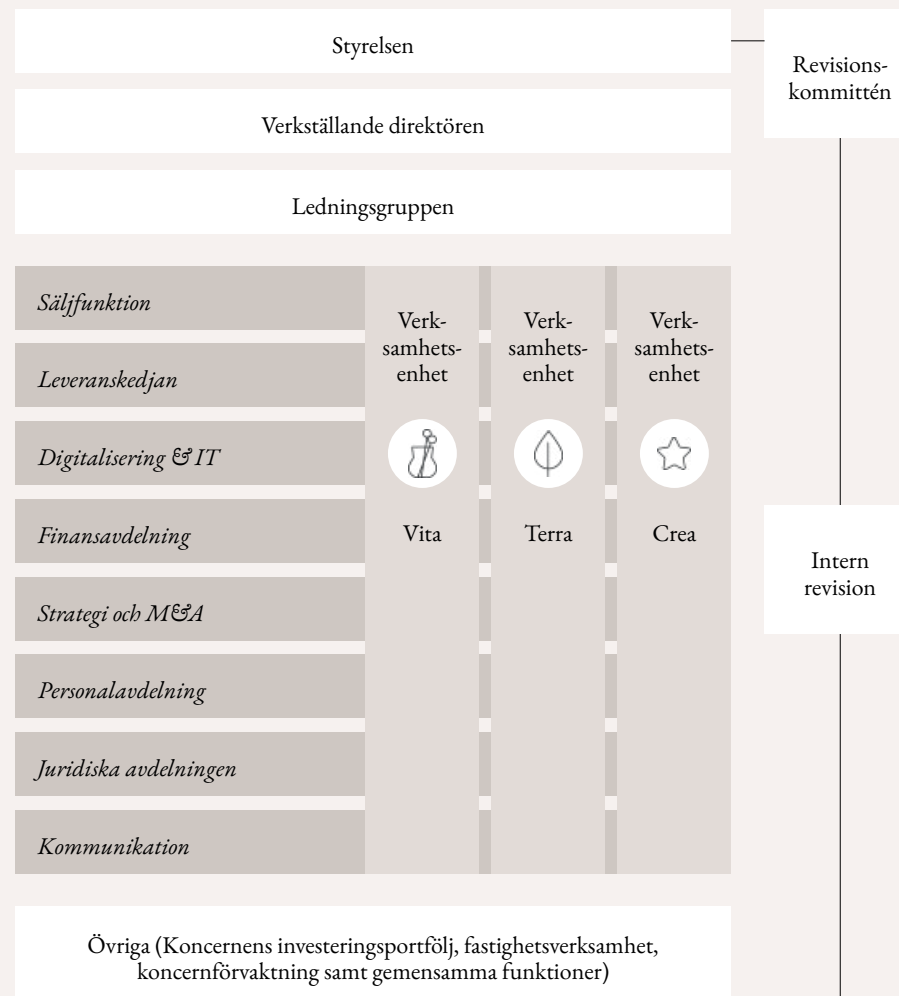 Styrelsen
Revisions-
kommittén
Verkställande direktören
Ledningsgruppen
Säljfunktion
Leveranskedjan
Digitalisering & IT
Finansavdelning
Strategi och M&A
Personalavdelning
Juridiska avdelningen
Kommunikation
Verk-
samhets-
enhet
Vita
Verk-
samhets-
enhet
Terra
Verk-
samhets-
enhet
Crea
Intern
revision
Övriga (Koncernens investeringsportfölj, fastighetsverksamhet,
koncernförvaktning samt gemensamma funktioner)